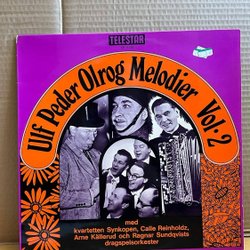 TELESTAR
Ulf Peder Olrog Melodier Vol·2
med
kvartetten Synkopen, Calle Reinholdz,
Arne Källerud och Ragnar Sundqvists
dragspelsorkester